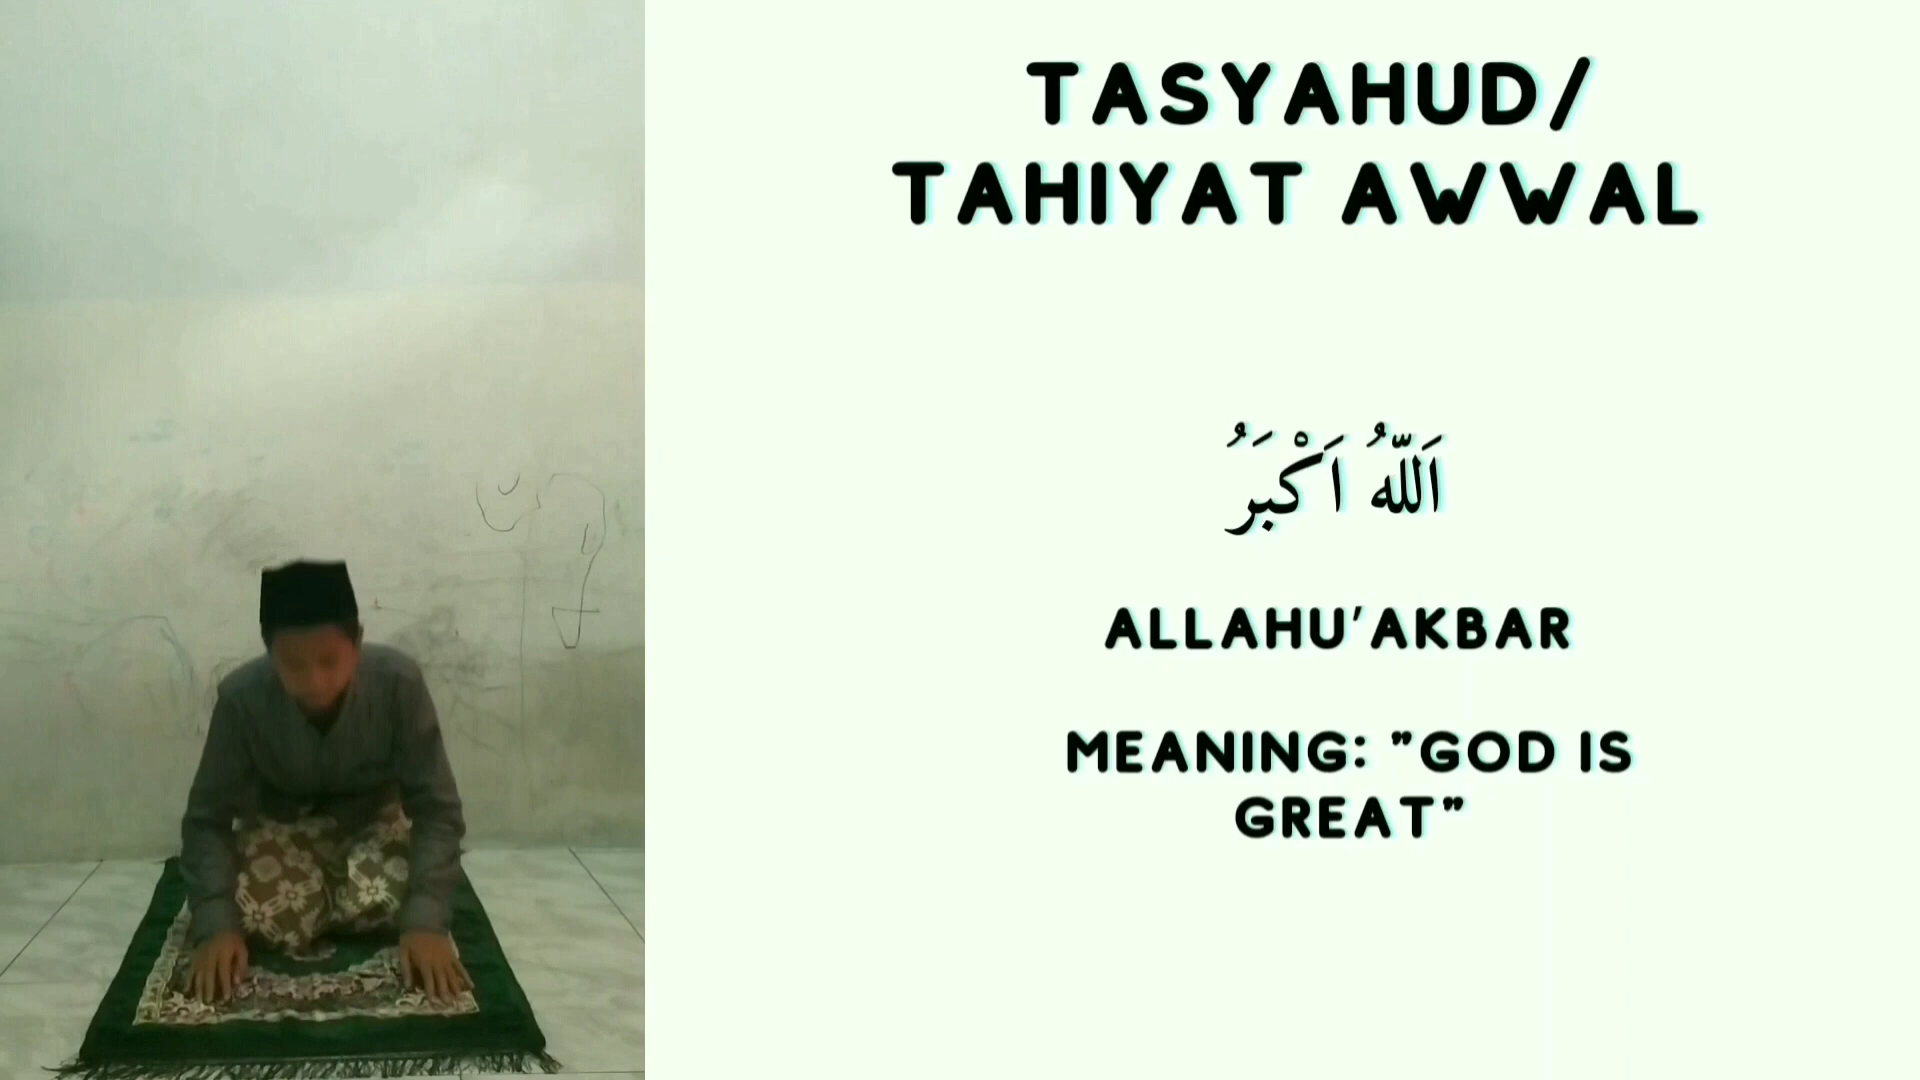 TASYAHUD/
TAHIYAT AWWAL
اَللّهُ اَكْبَرُ
ALLAHU'AKBAR
MEANING: "GOD IS
GREAT"